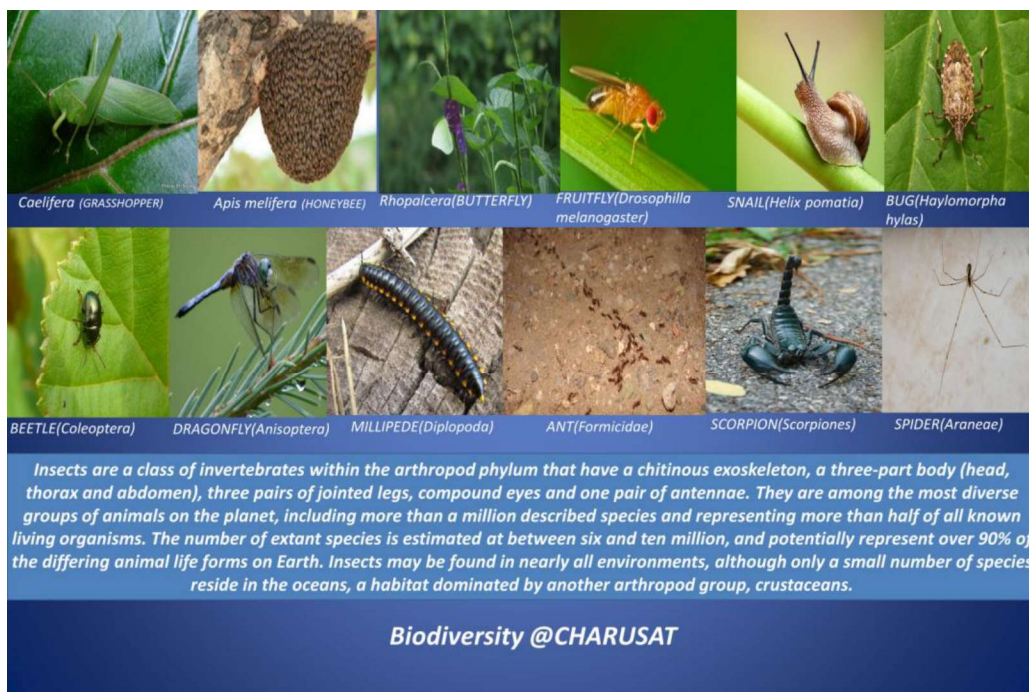 Caelifera (GRASSHOPPER)
Apis melifera (HONEYBEE)
Rhopalcera(BUTTERFLY)
FRUITFLY(Drosophilla
melanogaster)
SNAIL(Helix pomatia)
BUG(Haylomorpha
hylas)
BEETLE(Coleoptera)
DRAGONFLY(Anisoptera)
MILLIPEDE(Diplopoda)
ANT(Formicidae)
SCORPION(Scorpiones)
SPIDER(Araneae)
Insects are a class of invertebrates within the arthropod phylum that have a chitinous exoskeleton, a three-part body (head,
thorax and abdomen), three pairs of jointed legs, compound eyes and one pair of antennae. They are among the most diverse
groups of animals on the planet, including more than a million described species and representing more than half of all known
living organisms. The number of extant species is estimated at between six and ten million, and potentially represent over 90% of
the differing animal life forms on Earth. Insects may be found in nearly all environments, although only a small number of species
reside in the oceans, a habitat dominated by another arthropod group, crustaceans.
Biodiversity @CHARUSAT